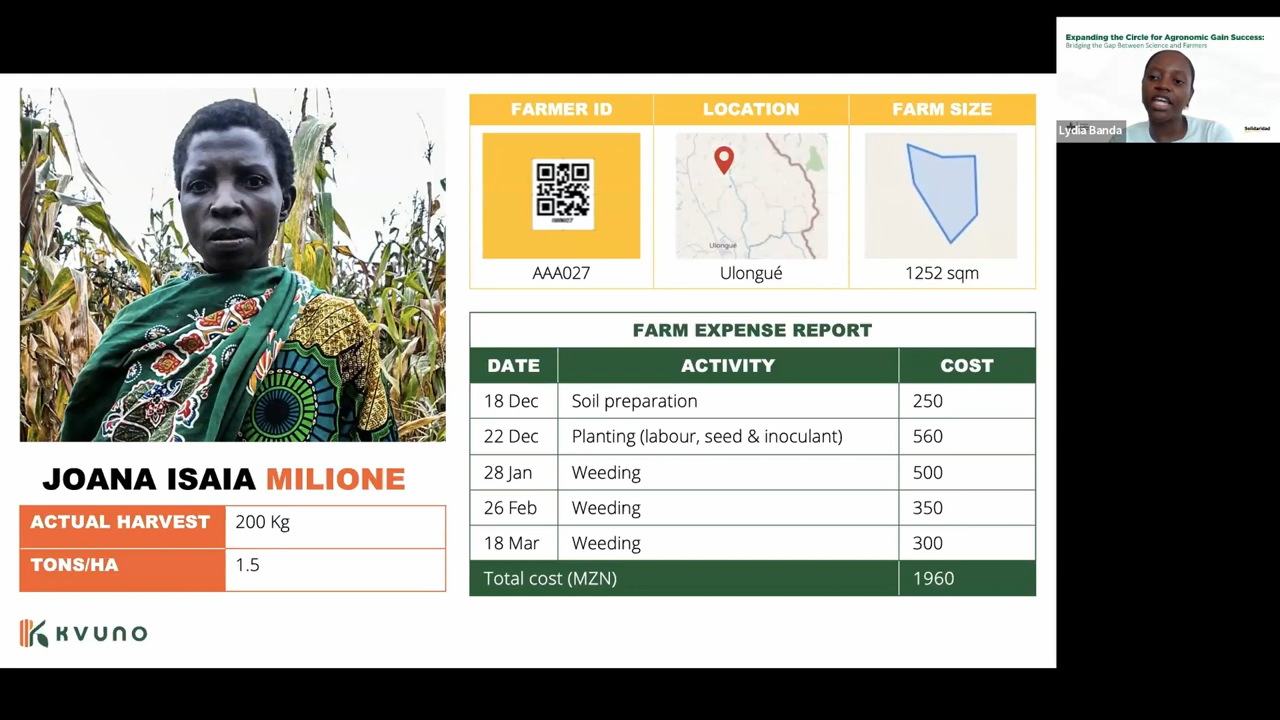 Expanding the Circle for Agronomic Gain Success:
Bridging the Gap Between Science and Farmers
Solidaridad
Lydia Banda
FARMER ID
LOCATION
FARM SIZE
Ulongué
AAA027
Ulongué
1252 sqm
JOANA ISAIA MILIONE
ACTUAL HARVEST 200 Kg
TONS/HA 1.5
KVUNO
FARM EXPENSE REPORT
DATE ACTIVITY COST
18 Dec Soil preparation 250
22 Dec Planting (labour, seed & inoculant) 560
28 Jan Weeding 500
26 Feb Weeding 350
18 Mar Weeding 300
Total cost (MZN) 1960